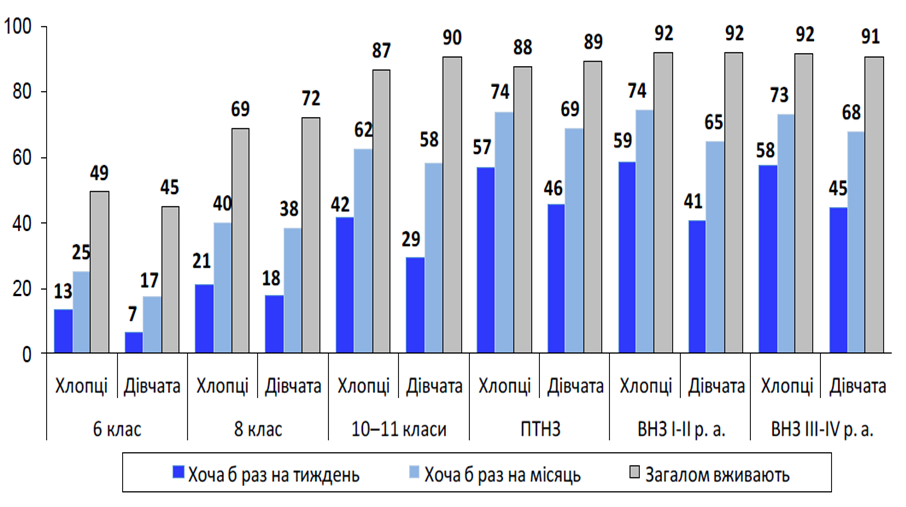 100
80
60
40
20
0
13 25 49
7 17 45
21 40 69
18 38 72
42 62 87
29 58 90
57 74 88
46 69 89
59 74 92
41 65 92
58 73 92
45 68 91
Хлопці Дівчата Хлопці Дівчата Хлопці Дівчата Хлопці Дівчата Хлопці Дівчата Хлопці Дівчата
6 клас 8 клас 10–11 класи ПТНЗ ВНЗ І-ІІ р. а. ВНЗ ІІІ-ІV р. а.
Хоча б раз на тиждень Хоча б раз на місяць Загалом вживають